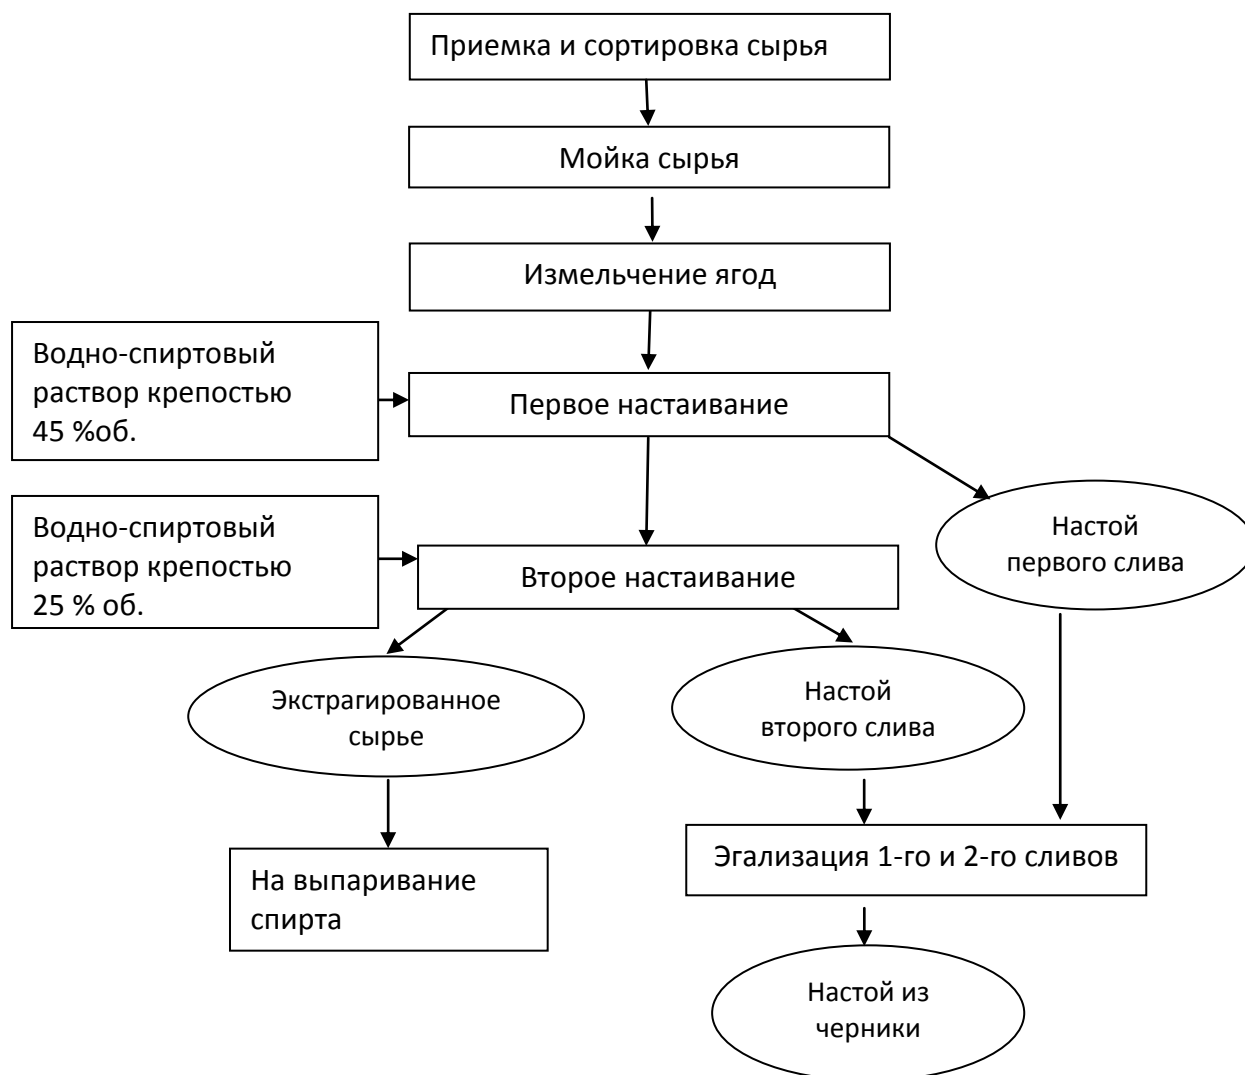 Приемка и сортировка сырья
Мойка сырья
Измельчение ягод
Водно-спиртовый
раствор крепостью
45 %об.
Первое настаивание
Водно-спиртовый
раствор крепостью
25 % об.
Второе настаивание
Настой
первого слива
Экстрагированное
сырье
Настой
второго слива
На выпаривание
спирта
Эгализация 1-го и 2-го сливов
Настой из
черники